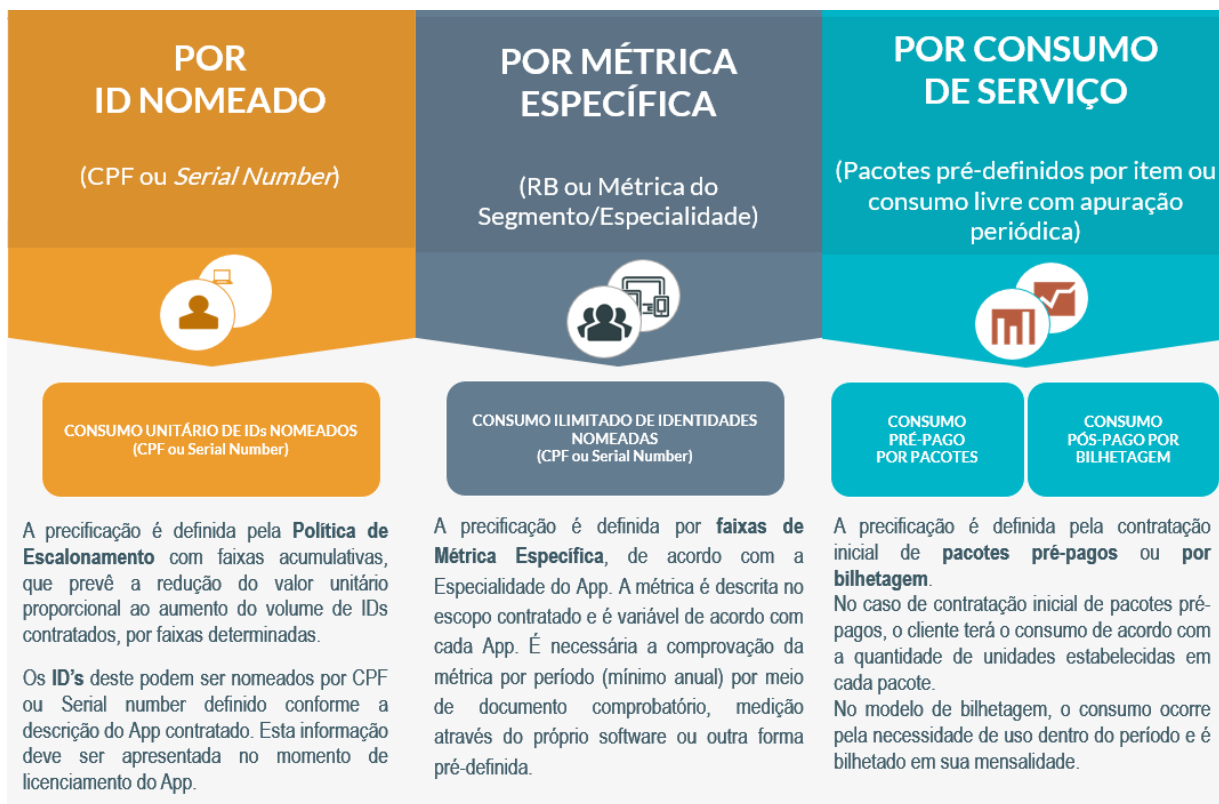 POR
ID NOMEADO
(CPF ou Serial Number)
CONSUMO UNITÁRIO DE IDs NOMEADOS
(CPF ou Serial Number)
A precificação é definida pela Política de
Escalonamento com faixas acumulativas,
que prevê a redução do valor unitário
proporcional ao aumento do volume de IDs
contratados, por faixas determinadas.
Os ID's deste podem ser nomeados por CPF
ou Serial number definido conforme a
descrição do App contratado. Esta informação
deve ser apresentada no momento de
licenciamento do App.
POR MÉTRICA
ESPECÍFICA
(RB ou Métrica do
Segmento/Especialidade)
CONSUMO ILIMITADO DE IDENTIDADES
NOMEADAS
(CPF ou Serial Number)
A precificação é definida por faixas de
Métrica Específica, de acordo com a
Especialidade do App. A métrica é descrita no
escopo contratado e é variável de acordo com
cada App. É necessária a comprovação da
métrica por período (mínimo anual) por meio
de documento comprobatório, medição
através do próprio software ou outra forma
pré-definida.
POR CONSUMO
DE SERVIÇO
(Pacotes pré-definidos por item ou
consumo livre com apuração
periódica)
CONSUMO
PRÉ-PAGO
POR PACOTES
CONSUMO
PÓS-PAGO POR
BILHETAGEM
A precificação é definida pela contratação
inicial de pacotes pré-pagos ou por
bilhetagem.
No caso de contratação inicial de pacotes pré-
pagos, o cliente terá o consumo de acordo com
a quantidade de unidades estabelecidas em
cada pacote.
No modelo de bilhetagem, o consumo ocorre
pela necessidade de uso dentro do período e é
bilhetado em sua mensalidade.